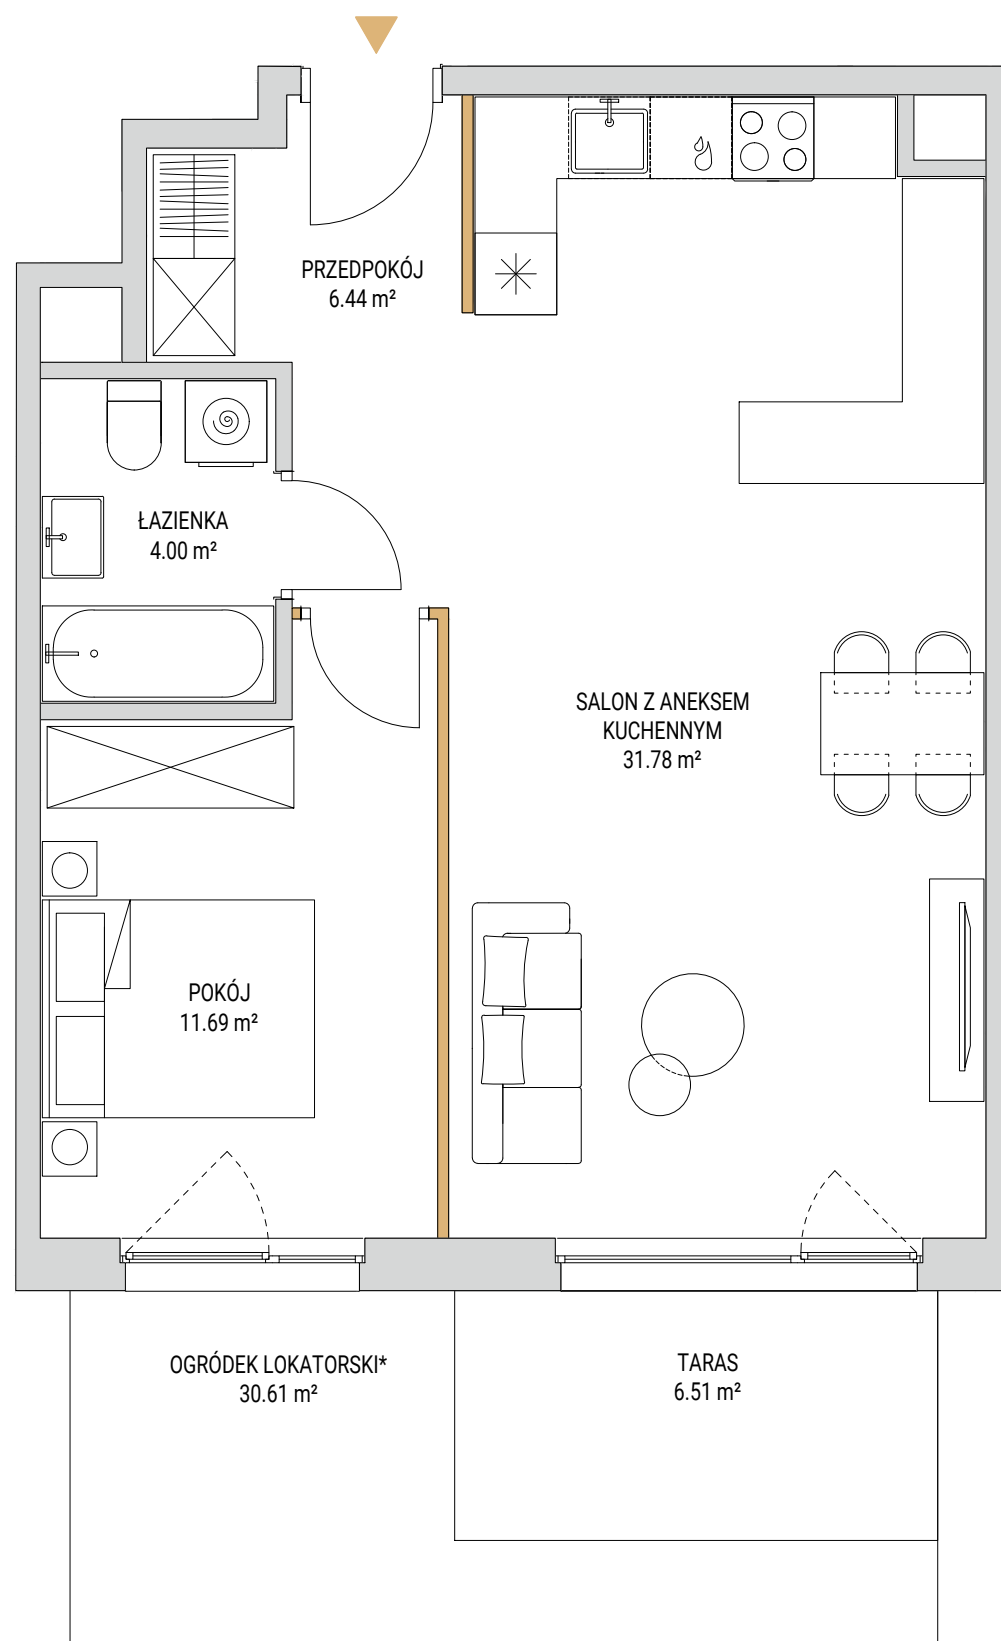 PRZEDPOKÓJ
6.44 m²
ŁAZIENKA
4.00 m²
SALON Z ANEKSEM
KUCHENNYM
31.78 m²
POKÓJ
11.69 m²
OGRÓDEK LOKATORSKI*
30.61 m²
TARAS
6.51 m²